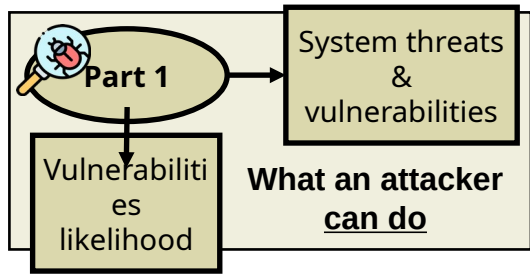 Part 1
System threats
&
vulnerabilities
Vulnerabiliti
es
likelihood
What an attacker
can do